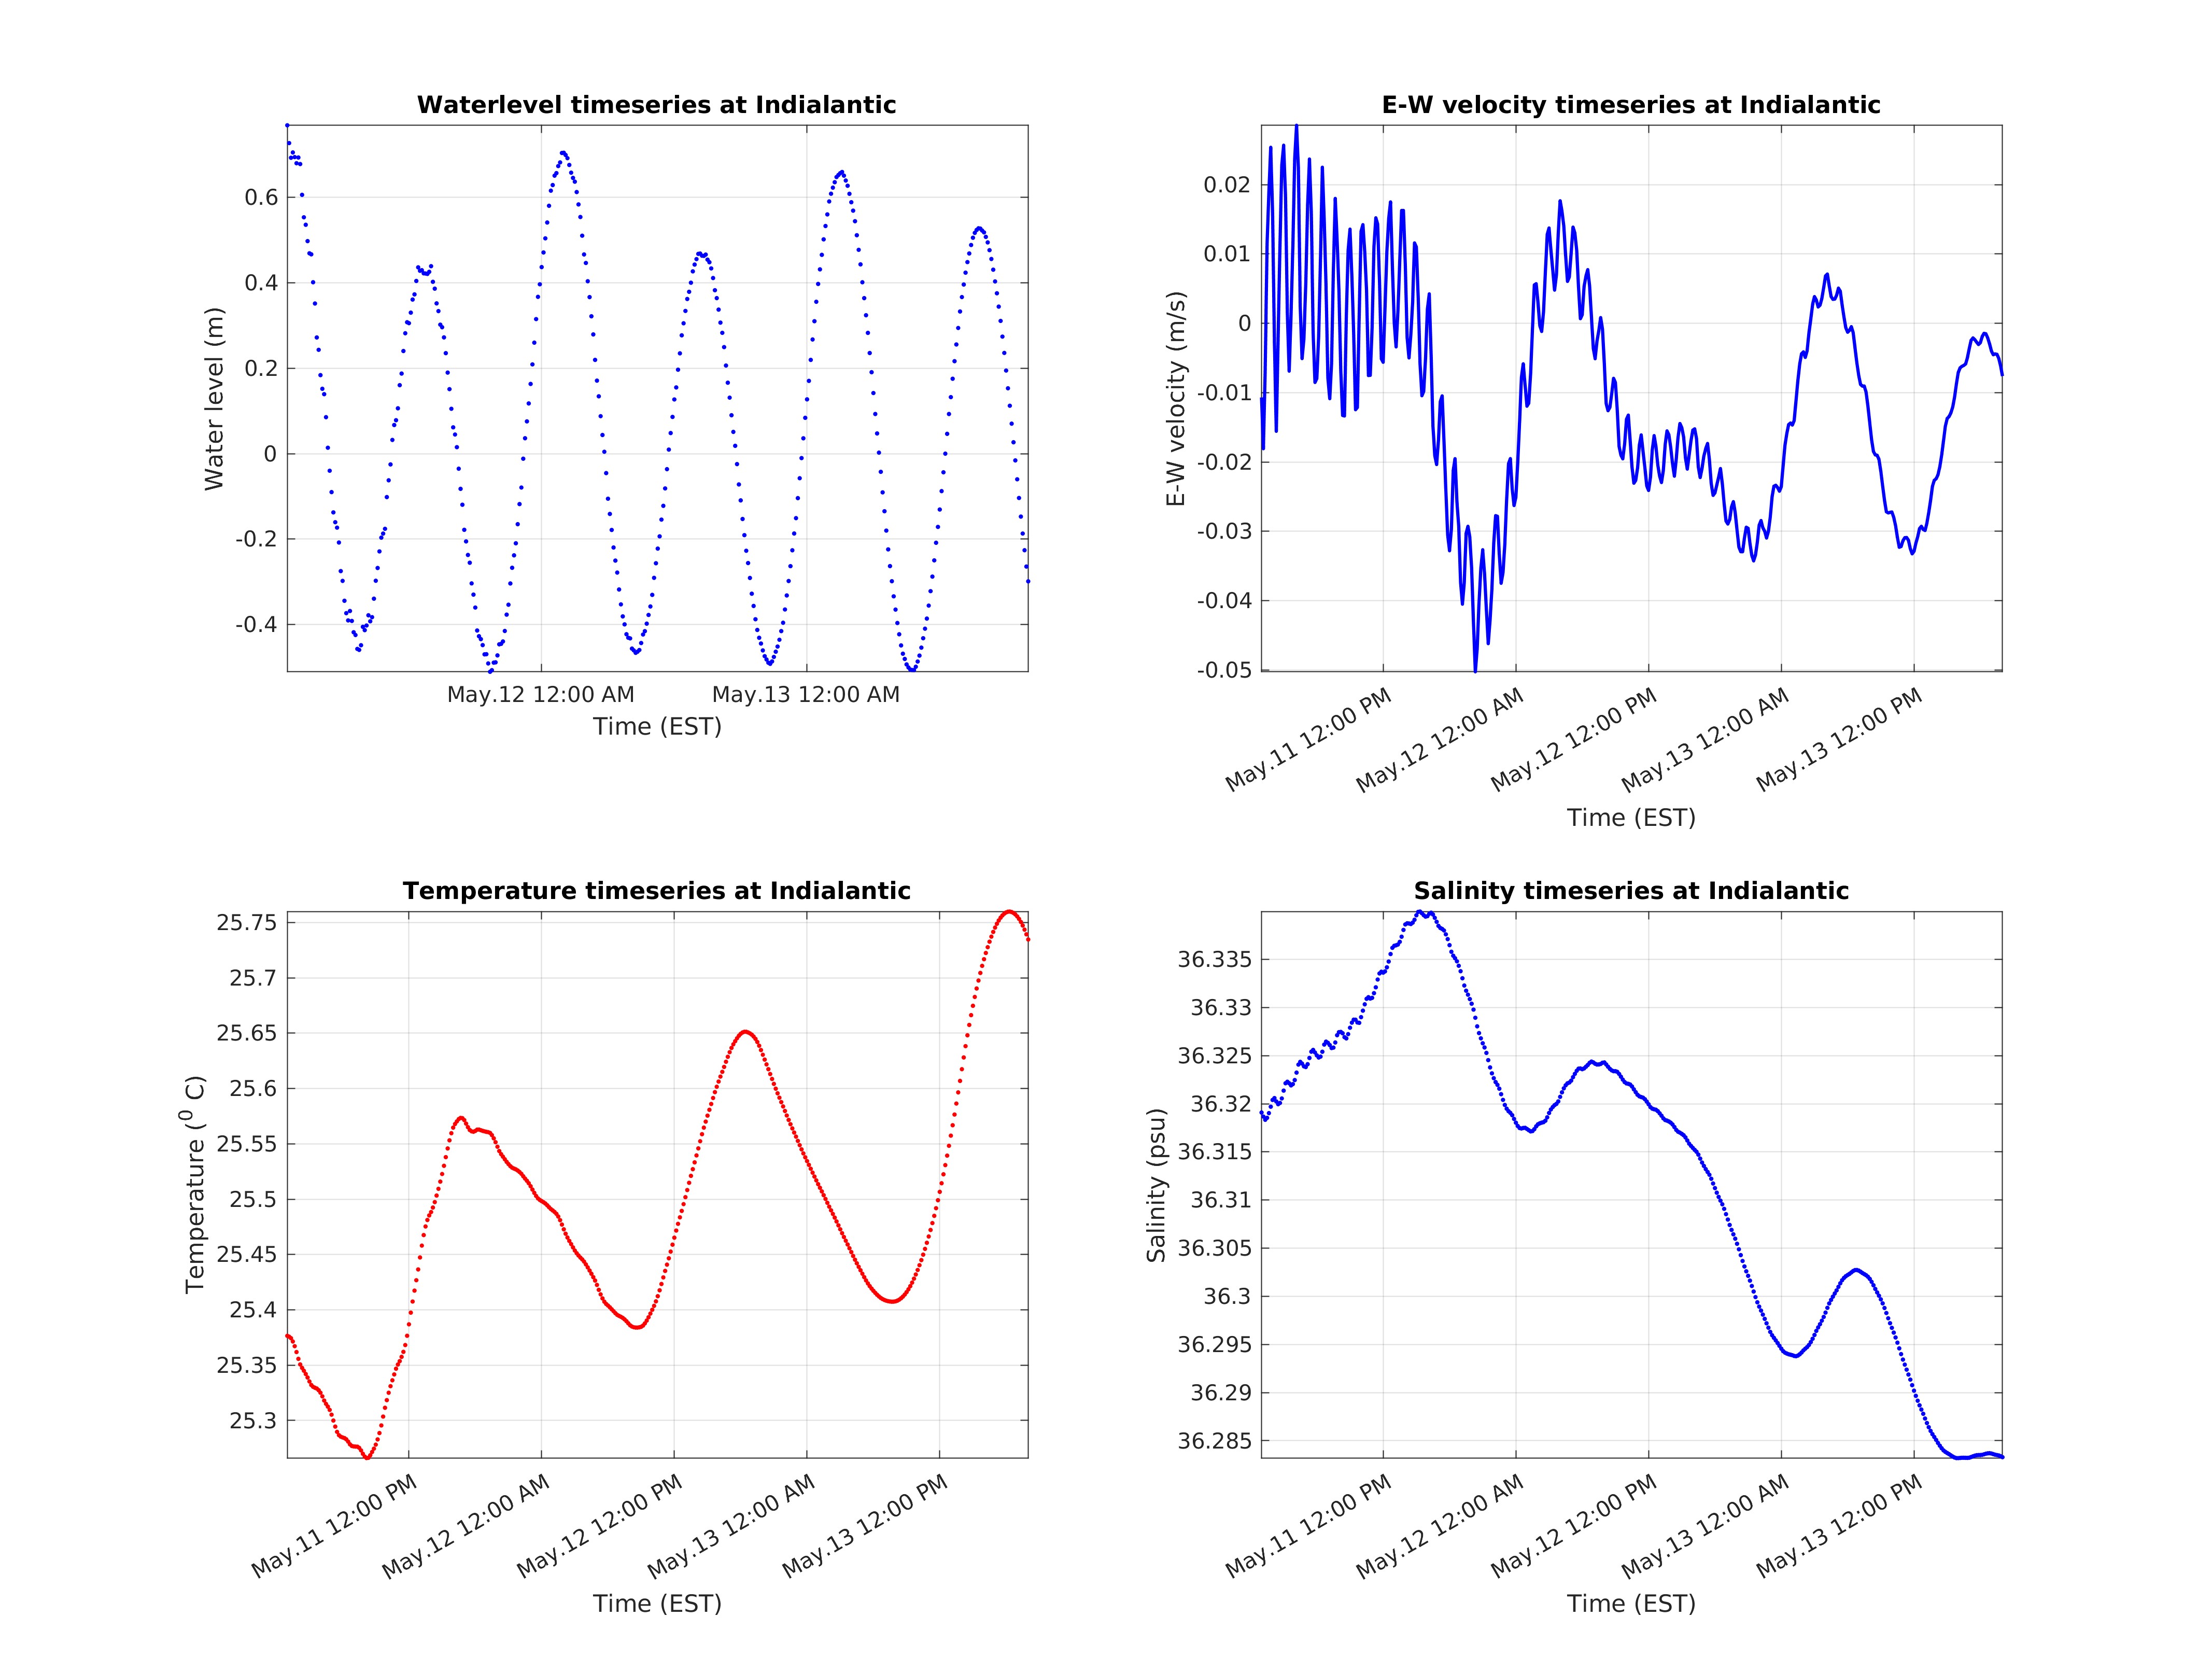 Waterlevel timeseries at Indialantic
0.6
0.4
0.2
0
-0.2
-0.4
Water level (m)
May.12 12:00 AM
May.13 12:00 AM
Time (EST)
E-W velocity timeseries at Indialantic
0.02
0.01
0
-0.01
-0.02
-0.03
-0.04
-0.05
E-W velocity (m/s)
May.11 12:00 PM
May.12 12:00 AM
May.12 12:00 PM
May.13 12:00 AM
May.13 12:00 PM
Time (EST)
Temperature timeseries at Indialantic
25.75
25.7
25.65
25.6
25.55
25.5
25.45
25.4
25.35
25.3
Temperature (⁰ C)
May.11 12:00 PM
May.12 12:00 AM
May.12 12:00 PM
May.13 12:00 AM
May.13 12:00 PM
Time (EST)
Salinity timeseries at Indialantic
36.335
36.33
36.325
36.32
36.315
36.31
36.305
36.3
36.295
36.29
36.285
Salinity (psu)
May.11 12:00 PM
May.12 12:00 AM
May.12 12:00 PM
May.13 12:00 AM
May.13 12:00 PM
Time (EST)